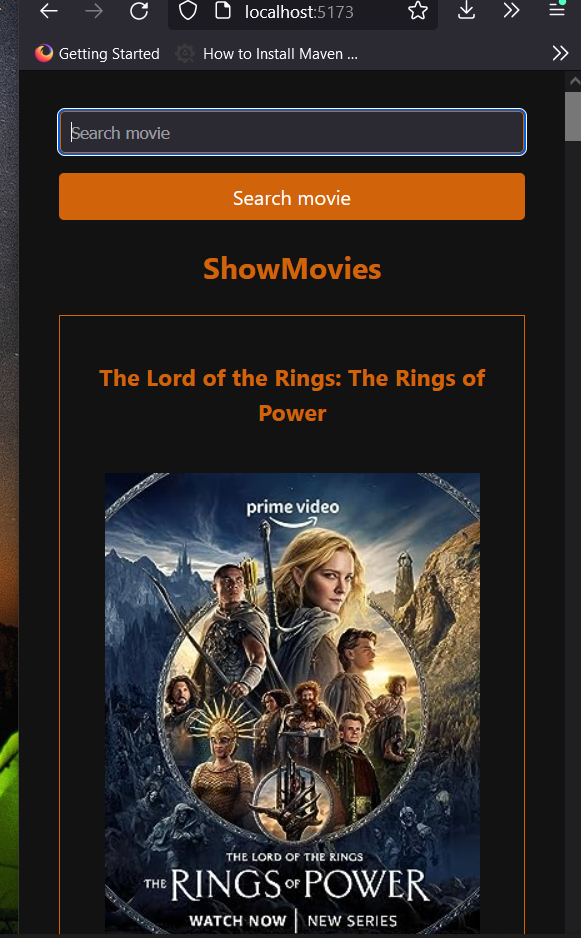 localhost:5173
Getting Started
How to Install Maven ...
Search movie
Search movie
ShowMovies
The Lord of the Rings: The Rings of
Power
prime video
THE LORD OF THE RINGS
THE RINGS OF POWER
WATCH NOW | NEW SERIES